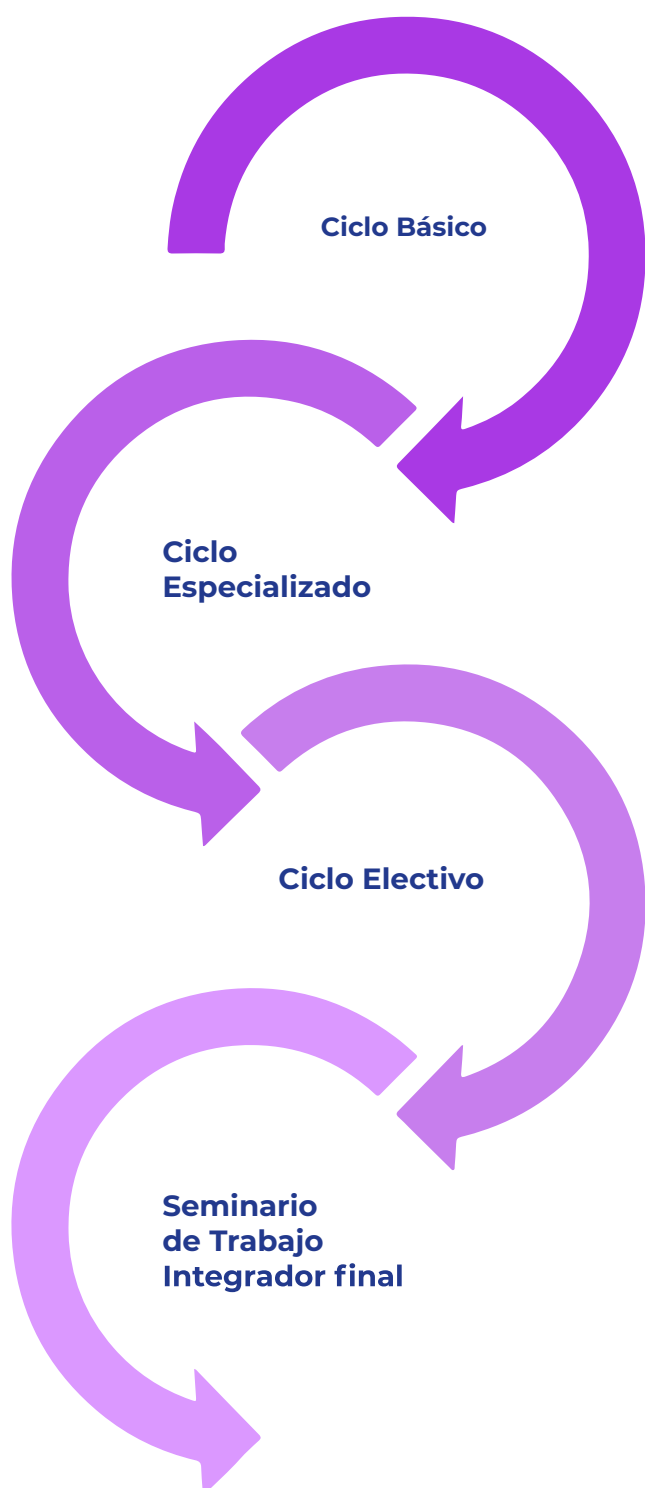 Ciclo Básico
Ciclo
Especializado
Ciclo Electivo
Seminario
de Trabajo
Integrador final